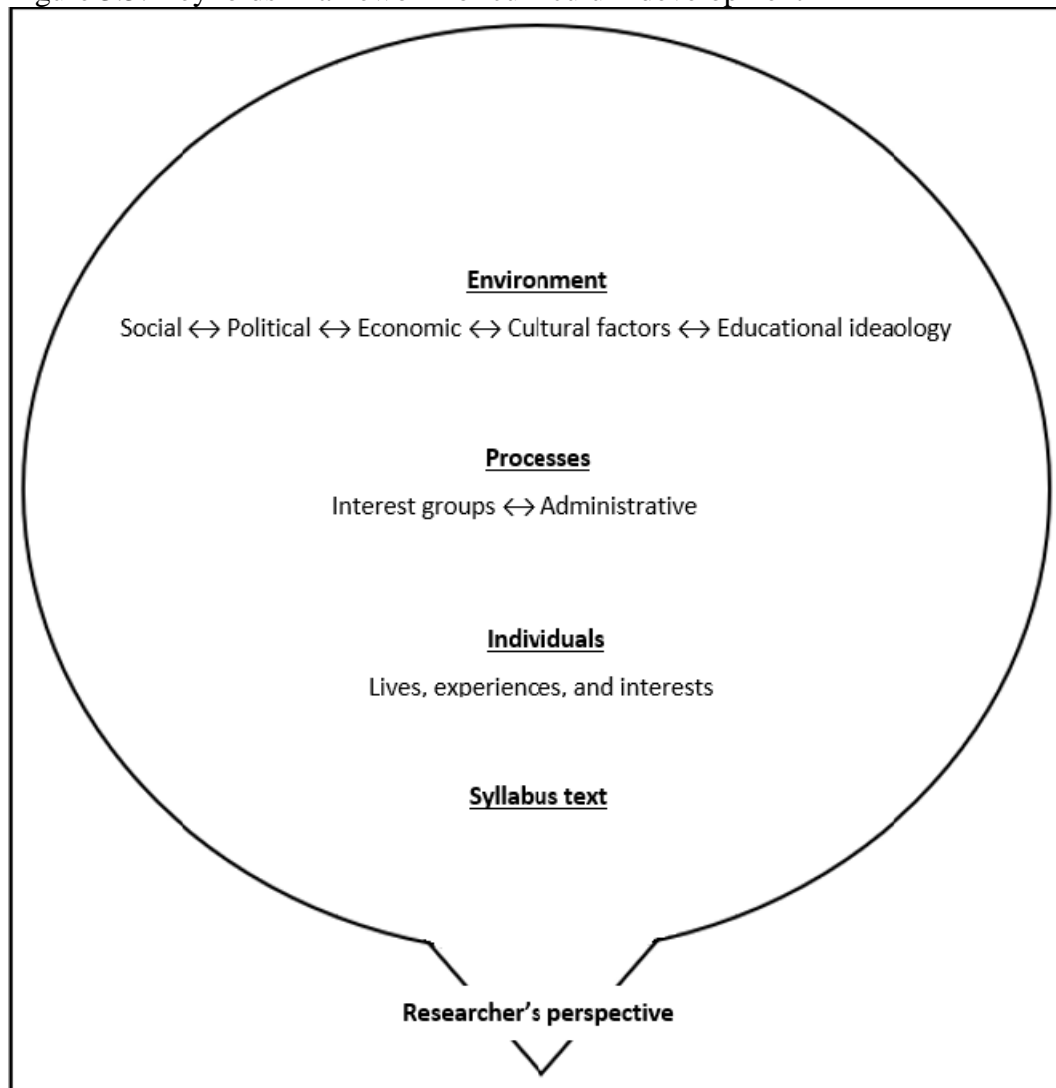 Environment
Social ↔ Political ↔ Economic ↔ Cultural factors ↔ Educational ideaology
Processes
Interest groups ↔ Administrative
Individuals
Lives, experiences, and interests
Syllabus text
Researcher’s perspective